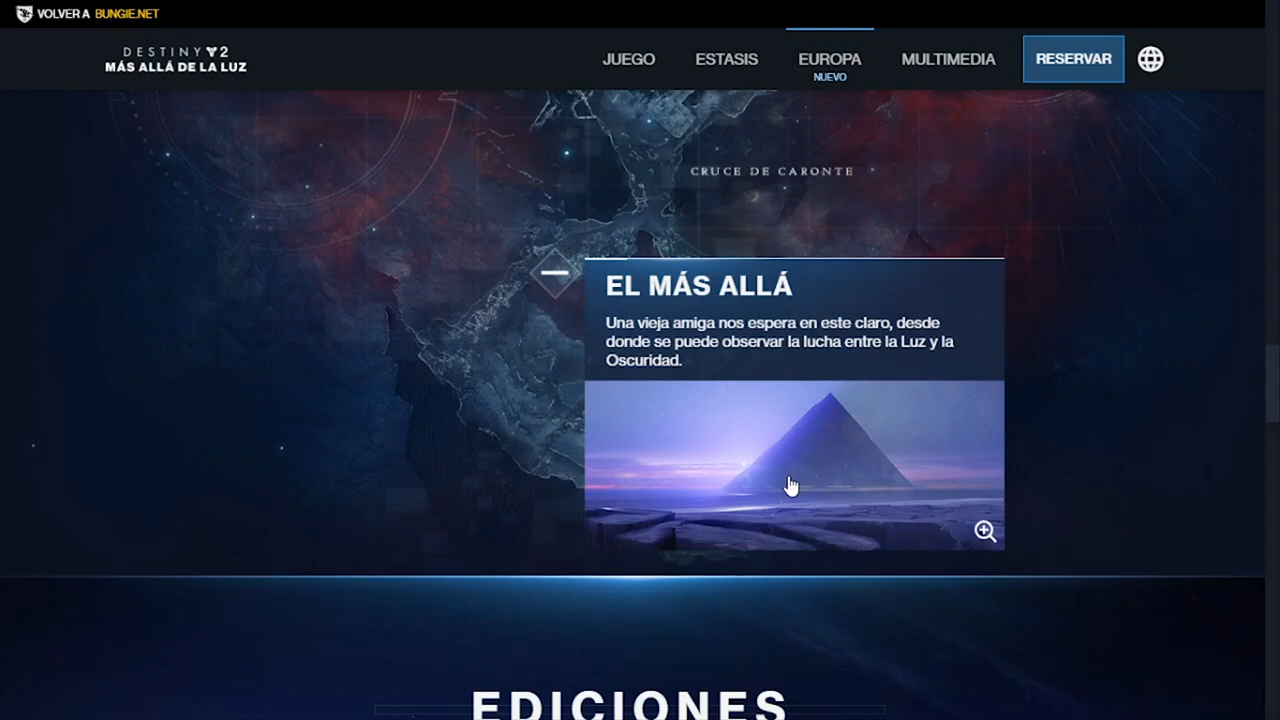 VOLVER A BUNGIE.NET
DESTINY 2
MÁS ALLÁ DE LA LUZ
JUEGO
ESTASIS
EUROPA
NUEVO
MULTIMEDIA
RESERVAR
CRUCE DE CARONTE
EL MÁS ALLÁ
Una vieja amiga nos espera en este claro, desde
donde se puede observar la lucha entre la Luz y la
Oscuridad.
EDICIONES